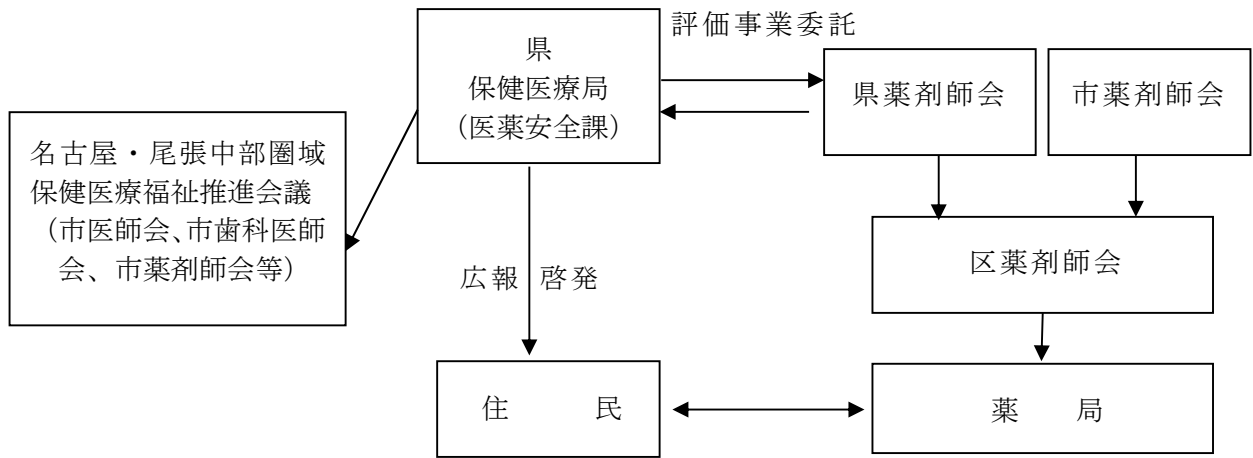 評価事業委託
県
保健医療局
（医薬安全課）
県薬剤師会
市薬剤師会
名古屋・尾張中部圏域
保健医療福祉推進会議
（市医師会、市歯科医師
会、市薬剤師会等）
区薬剤師会
広報 啓発
住 民
薬 局